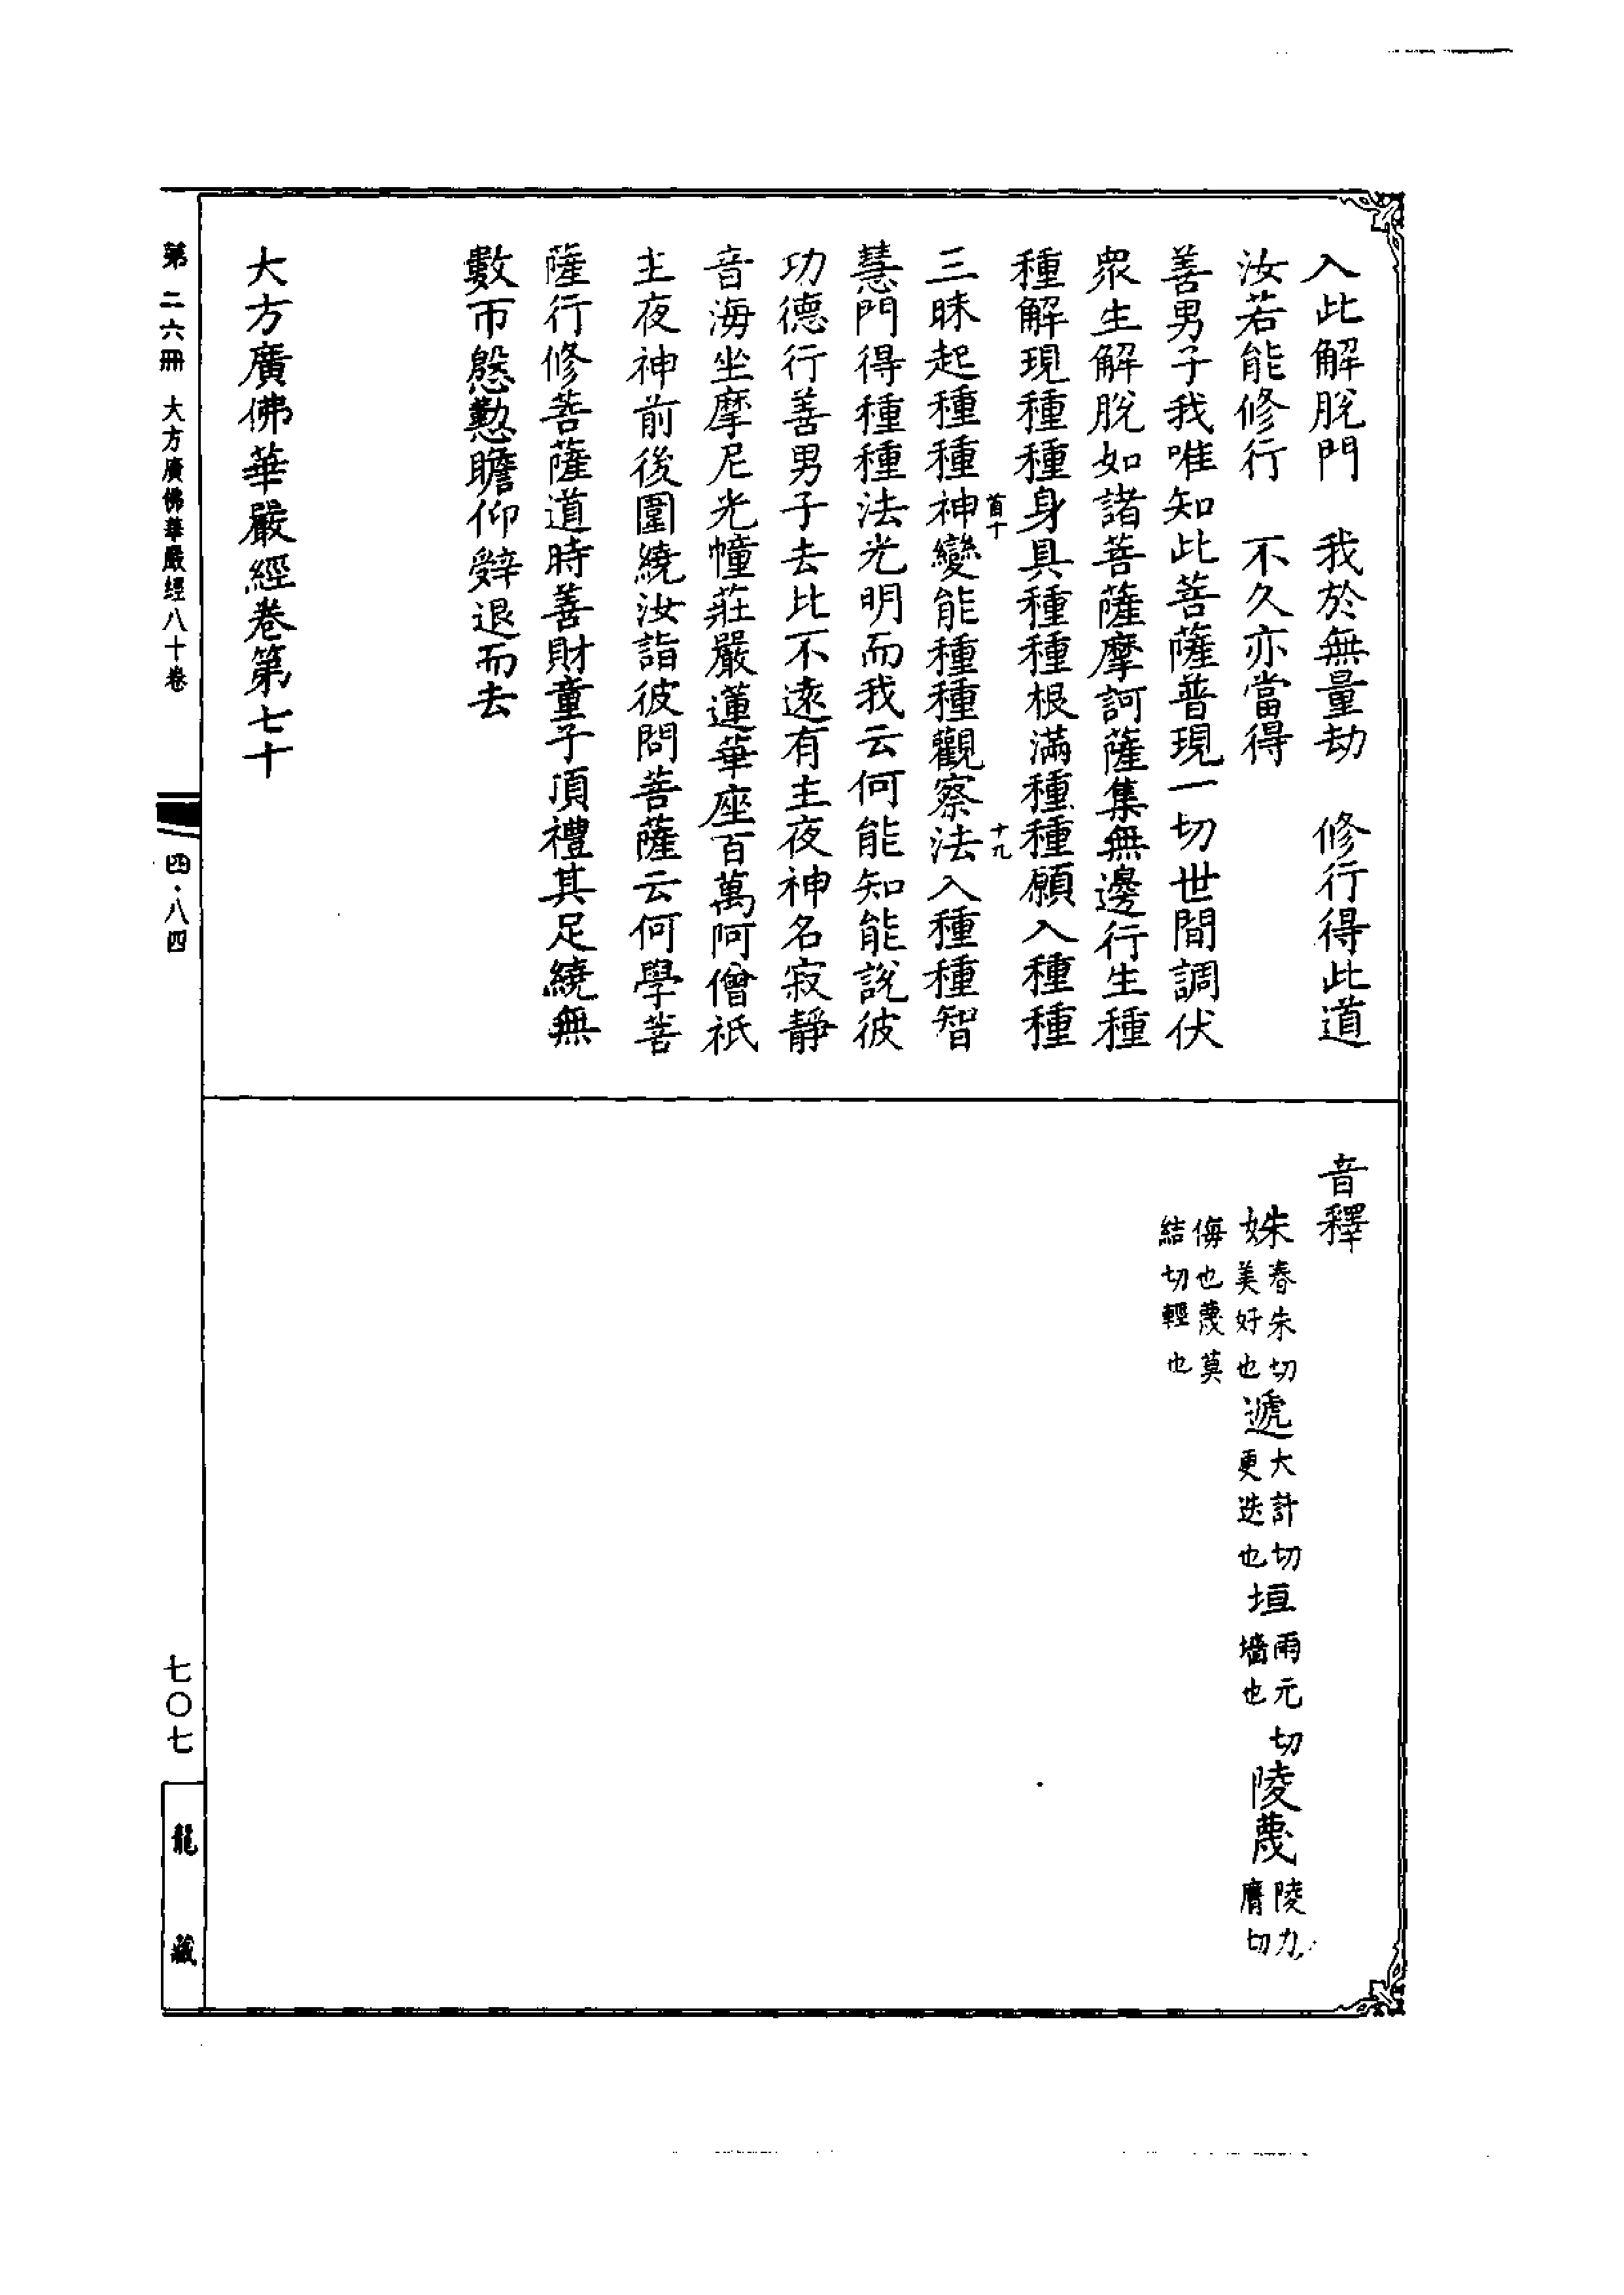 入此解脫門　我於無量劫　修行得此道
汝若能修行　不久亦當得
善男子我唯知此菩薩普現一切世間調伏
眾生解脫如諸菩薩摩訶薩集無邊行生種
種解現種種身具種種根滿種種願入種種
首十
十九
三昧起種種神變能種種觀察法入種種智
慧門得種種法光明而我云何能知能說彼
功德行善男子去此不遠有主夜神名寂靜
音海坐摩尼光幢莊嚴蓮華座百萬阿僧祇
主夜神前後圍繞汝詣彼問菩薩云何學菩
薩行修菩薩道時善財童子頂禮其足繞無
數帀慇懃瞻仰辭退而去
大方廣佛華嚴經卷第七十
音釋
姝春朱切美好也遞大計切更迭也垣雨元切墻也陵蔑陵力膺切
侮也蔑莫結切輕也
第二六冊　大方廣佛華嚴經八十卷
四·八四
七〇七
龍藏